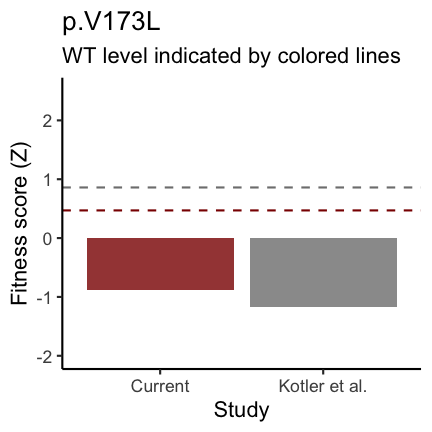 p.V173L
WT level indicated by colored lines
Fitness score (Z)
2
1
0
-1
-2
Current
Kotler et al.
Study